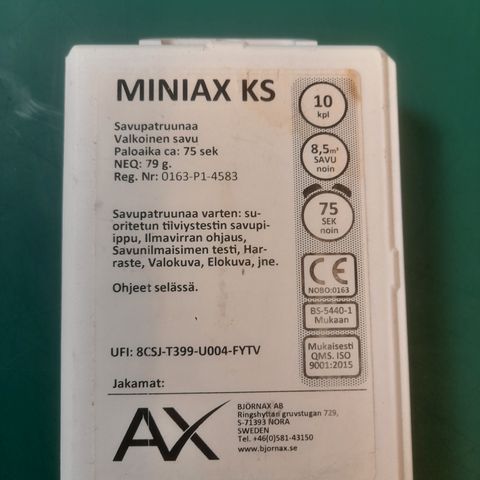 MINIAX KS
Savupatruunaa
Valkoinen savu
Paloaika ca: 75 sek
NEQ: 79 g.
Reg. Nr: 0163-P1-4583
Savupatruunaa varten: su-
oritetun tilviystestin savupi-
ippu, Ilmavirran ohjaus,
Savunilmaisimen testi, Har-
raste, Valokuva, Elokuva, jne.
Ohjeet selässä.
UFI: 8CSJ-T399-U004-FYTV
Jakamat:
10
kpl
8,5m³
SAVU
noin
75
SEK
noin
CE
NOBO:0163
BS-5440-1
Mukaan
Mukaisesti
QMS. ISO
9001:2015
AX
BJÖRNAX AB
Ringshyttan gruvstugan 729,
S-71393 NORA
SWEDEN
Tel. +46(0)581-43150
www.bjornax.se